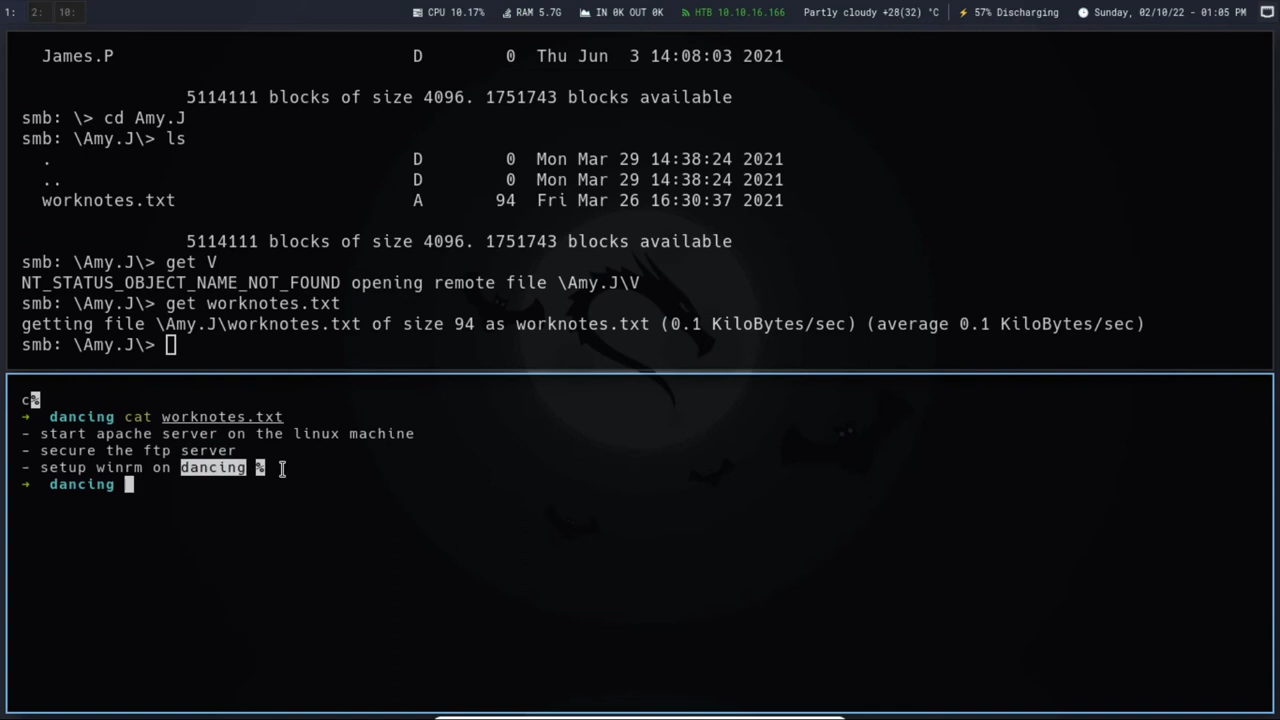 1: 2: 10: CPU 10.17% RAM 5.7G IN 0K OUT 0K HTB 10.10.16.166 Partly cloudy +28(32) °C 57% Discharging Sunday, 02/10/22 - 01:05 PM
James.P D 0 Thu Jun 3 14:08:03 2021
5114111 blocks of size 4096. 1751743 blocks available
smb: \> cd Amy.J
smb: \Amy.J\> ls
. D 0 Mon Mar 29 14:38:24 2021
.. D 0 Mon Mar 29 14:38:24 2021
worknotes.txt A 94 Fri Mar 26 16:30:37 2021
5114111 blocks of size 4096. 1751743 blocks available
smb: \Amy.J\> get V
NT_STATUS_OBJECT_NAME_NOT_FOUND opening remote file \Amy.J\V
smb: \Amy.J\> get worknotes.txt
getting file \Amy.J\worknotes.txt of size 94 as worknotes.txt (0.1 KiloBytes/sec) (average 0.1 KiloBytes/sec)
smb: \Amy.J\>
c%
→ dancing cat worknotes.txt
- start apache server on the linux machine
- secure the ftp server
- setup winrm on dancing %
→ dancing